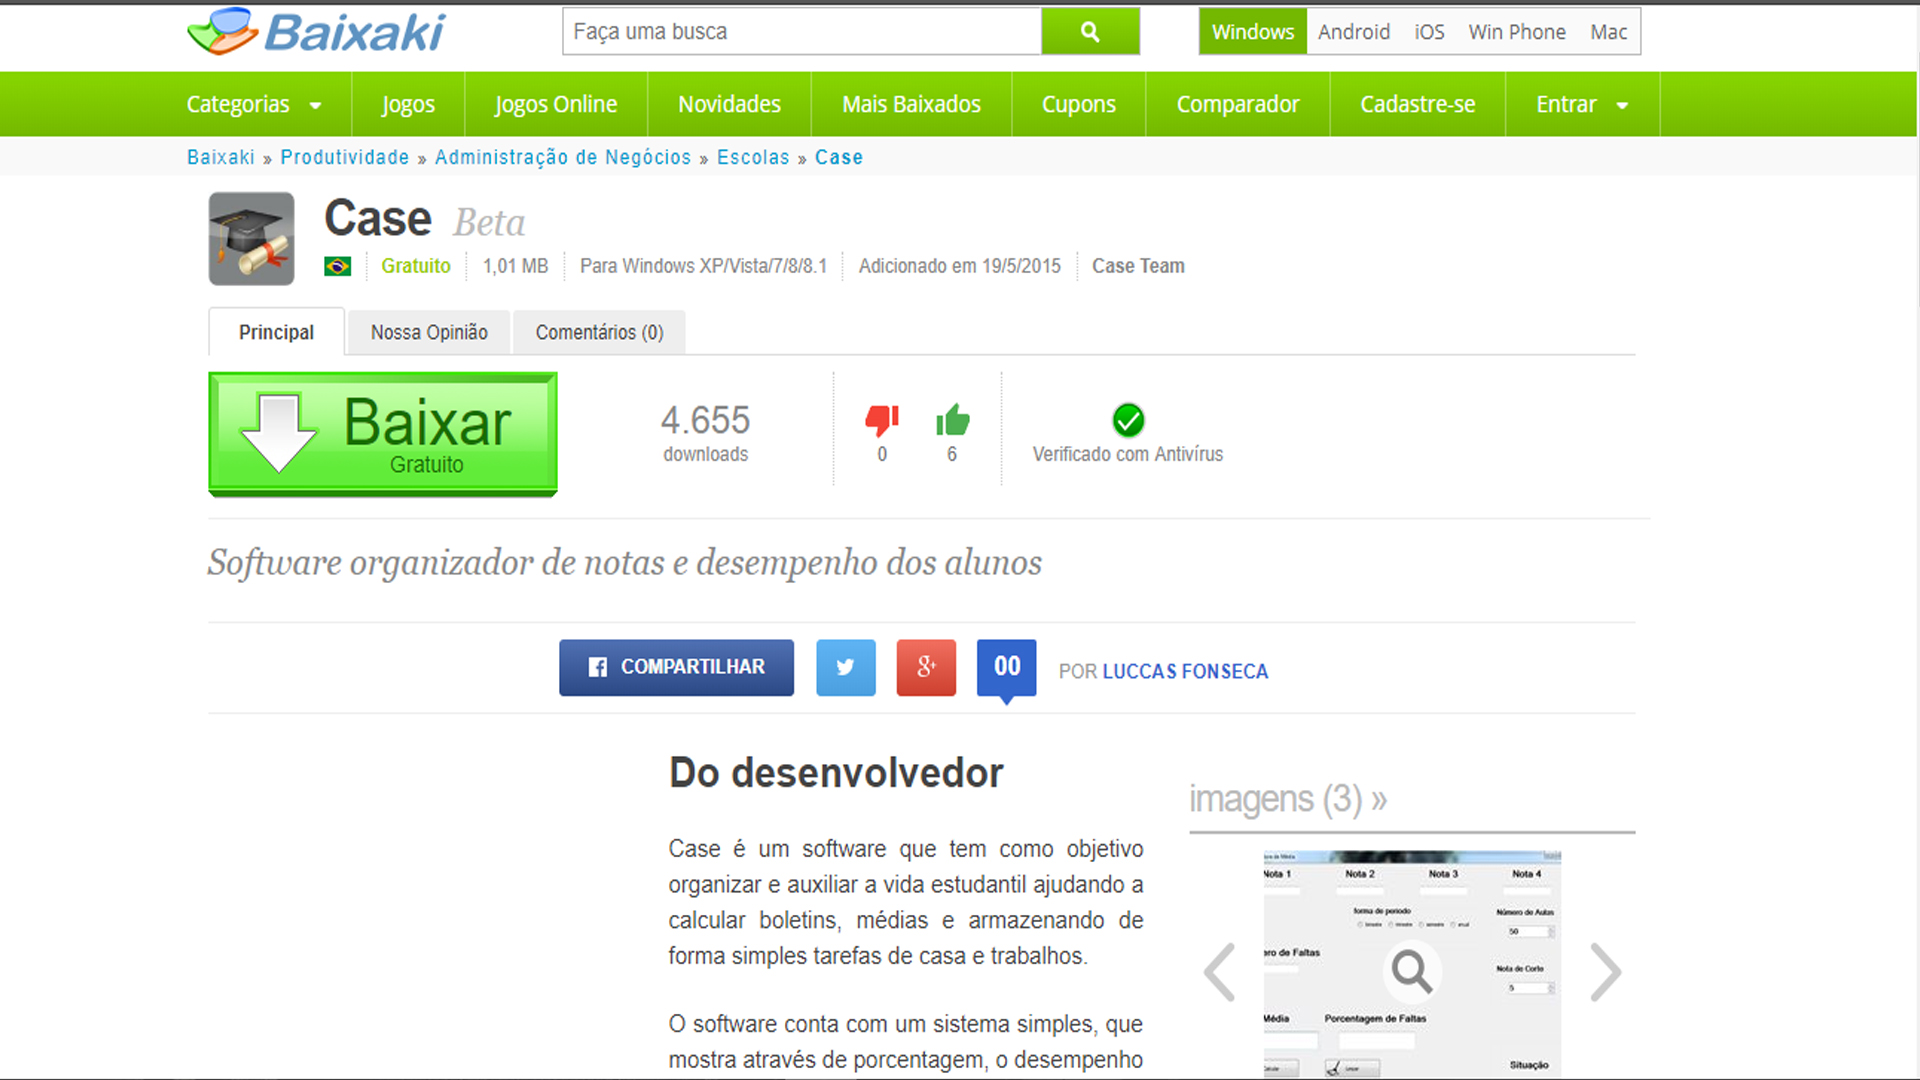 Baixaki
Faça uma busca
Windows Android iOS Win Phone Mac
Categorias Jogos Jogos Online Novidades Mais Baixados Cupons Comparador Cadastre-se Entrar
Baixaki » Produtividade » Administração de Negócios » Escolas » Case
Case Beta
Gratuito 1,01 MB Para Windows XP/Vista/7/8/8.1 Adicionado em 19/5/2015 Case Team
Principal Nossa Opinião Comentários (0)
Baixar
Gratuito
4.655
downloads
0 6
Verificado com Antivírus
Software organizador de notas e desempenho dos alunos
COMPARTILHAR
g+
00
POR LUCCAS FONSECA
Do desenvolvedor
Case é um software que tem como objetivo
organizar e auxiliar a vida estudantil ajudando a
calcular boletins, médias e armazenando de
forma simples tarefas de casa e trabalhos.
O software conta com um sistema simples, que
mostra através de porcentagem, o desempenho
imagens (3) »
Nota 1 Nota 2 Nota 3 Nota 4
forma de periodo
Número de Aulas
50
ero de Faltas
Nota de Corte
5
Média Porcentagem de Faltas
Situação